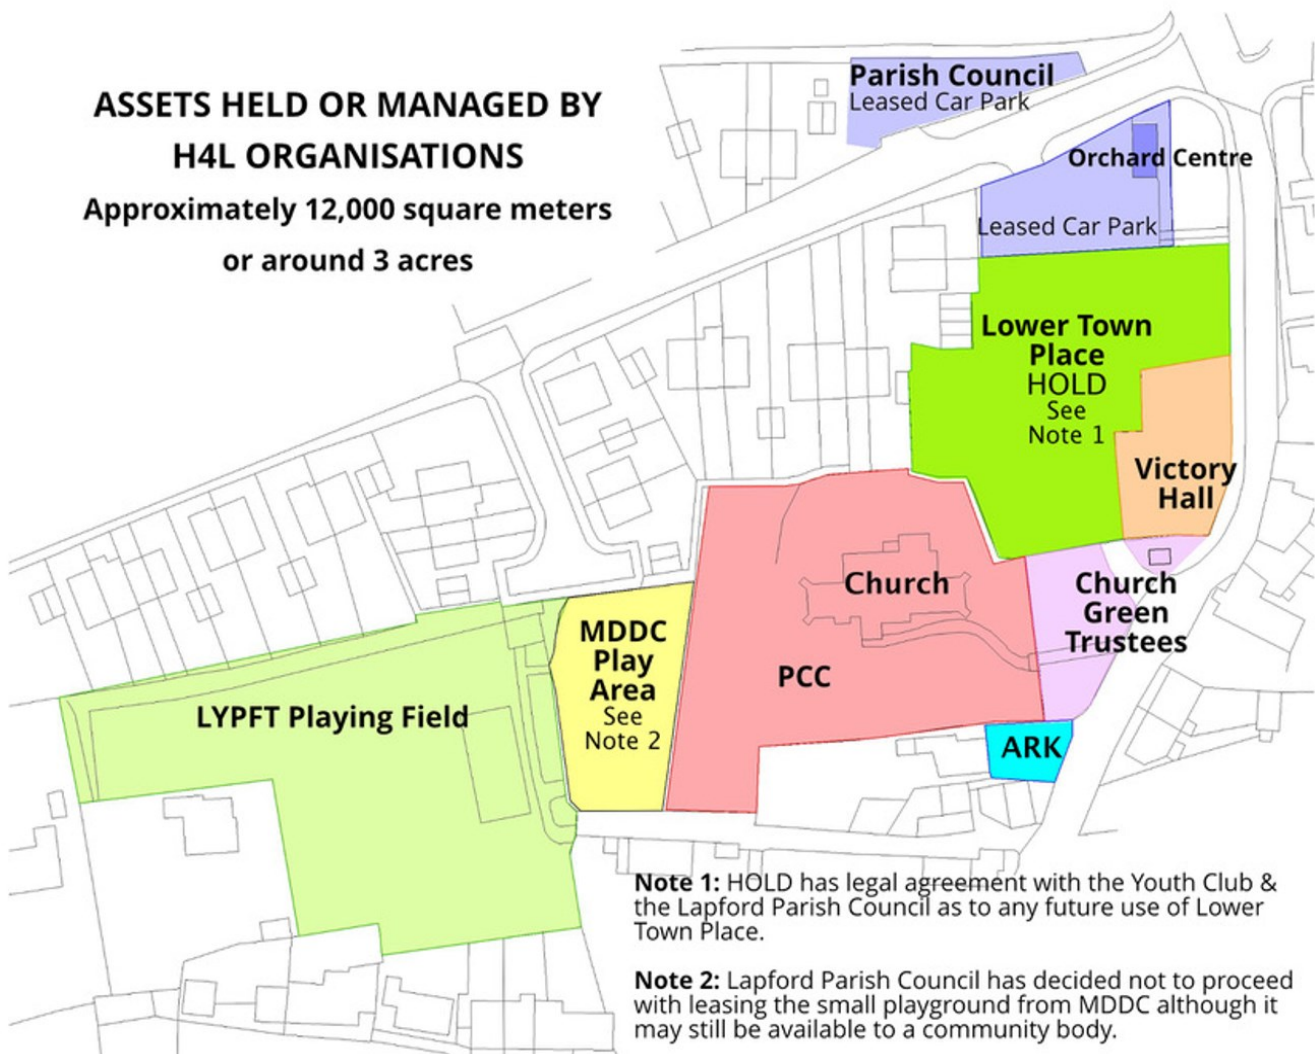 ASSETS HELD OR MANAGED BY
H4L ORGANISATIONS
Approximately 12,000 square meters
or around 3 acres
Parish Council
Leased Car Park
Orchard Centre
Leased Car Park
Lower Town
Place
HOLD
See
Note 1
Victory
Hall
Church
Church
Green
Trustees
MDDC
Play
Area
See
Note 2
PCC
LYPFT Playing Field
ARK
Note 1: HOLD has legal agreement with the Youth Club &
the Lapford Parish Council as to any future use of Lower
Town Place.
Note 2: Lapford Parish Council has decided not to proceed
with leasing the small playground from MDDC although it
may still be available to a community body.